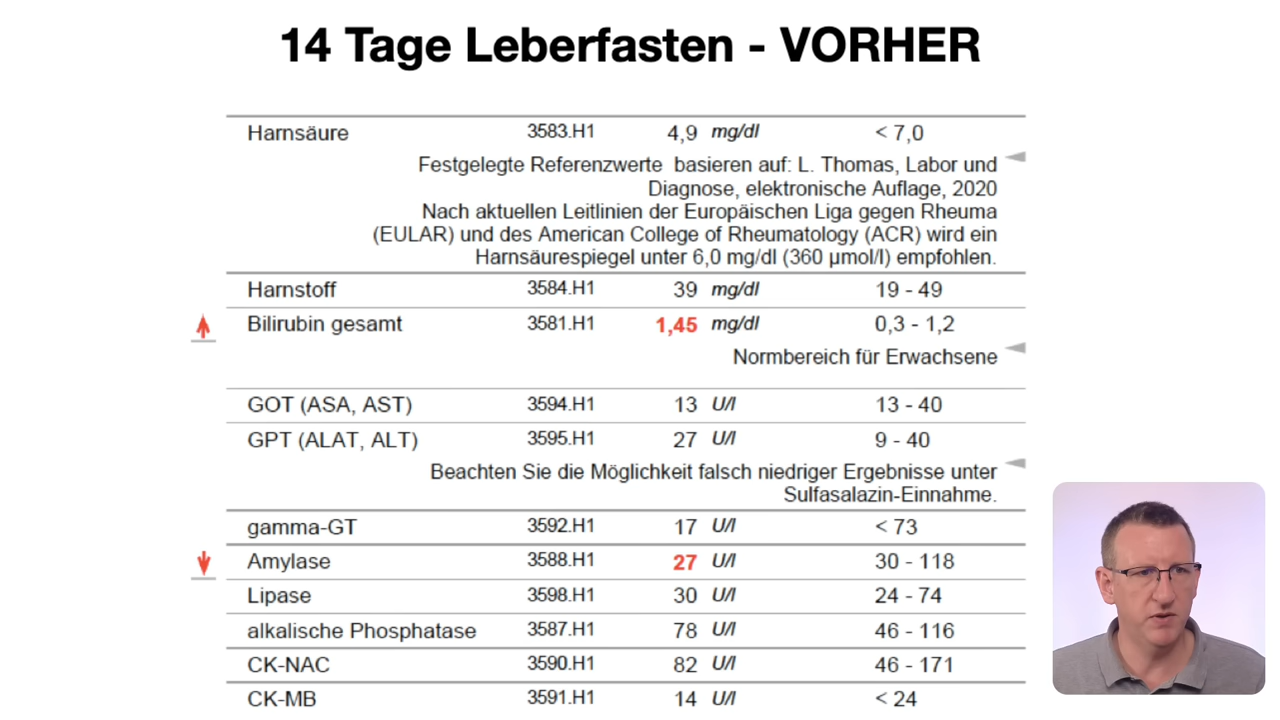 14 Tage Leberfasten - VORHER
Harnsäure 3583.H1 4,9 mg/dl < 7,0
Festgelegte Referenzwerte basieren auf: L. Thomas, Labor und
Diagnose, elektronische Auflage, 2020
Nach aktuellen Leitlinien der Europäischen Liga gegen Rheuma
(EULAR) und des American College of Rheumatology (ACR) wird ein
Harnsäurespiegel unter 6,0 mg/dl (360 µmol/l) empfohlen.
Harnstoff 3584.H1 39 mg/dl 19 - 49
Bilirubin gesamt 3581.H1 1,45 mg/dl 0,3 - 1,2
Normbereich für Erwachsene
GOT (ASA, AST) 3594.H1 13 U/l 13 - 40
GPT (ALAT, ALT) 3595.H1 27 U/l 9 - 40
Beachten Sie die Möglichkeit falsch niedriger Ergebnisse unter
Sulfasalazin-Einnahme.
gamma-GT 3592.H1 17 U/l < 73
Amylase 3588.H1 27 U/l 30 - 118
Lipase 3598.H1 30 U/l 24 - 74
alkalische Phosphatase 3587.H1 78 U/l 46 - 116
CK-NAC 3590.H1 82 U/l 46 - 171
CK-MB 3591.H1 14 U/l < 24